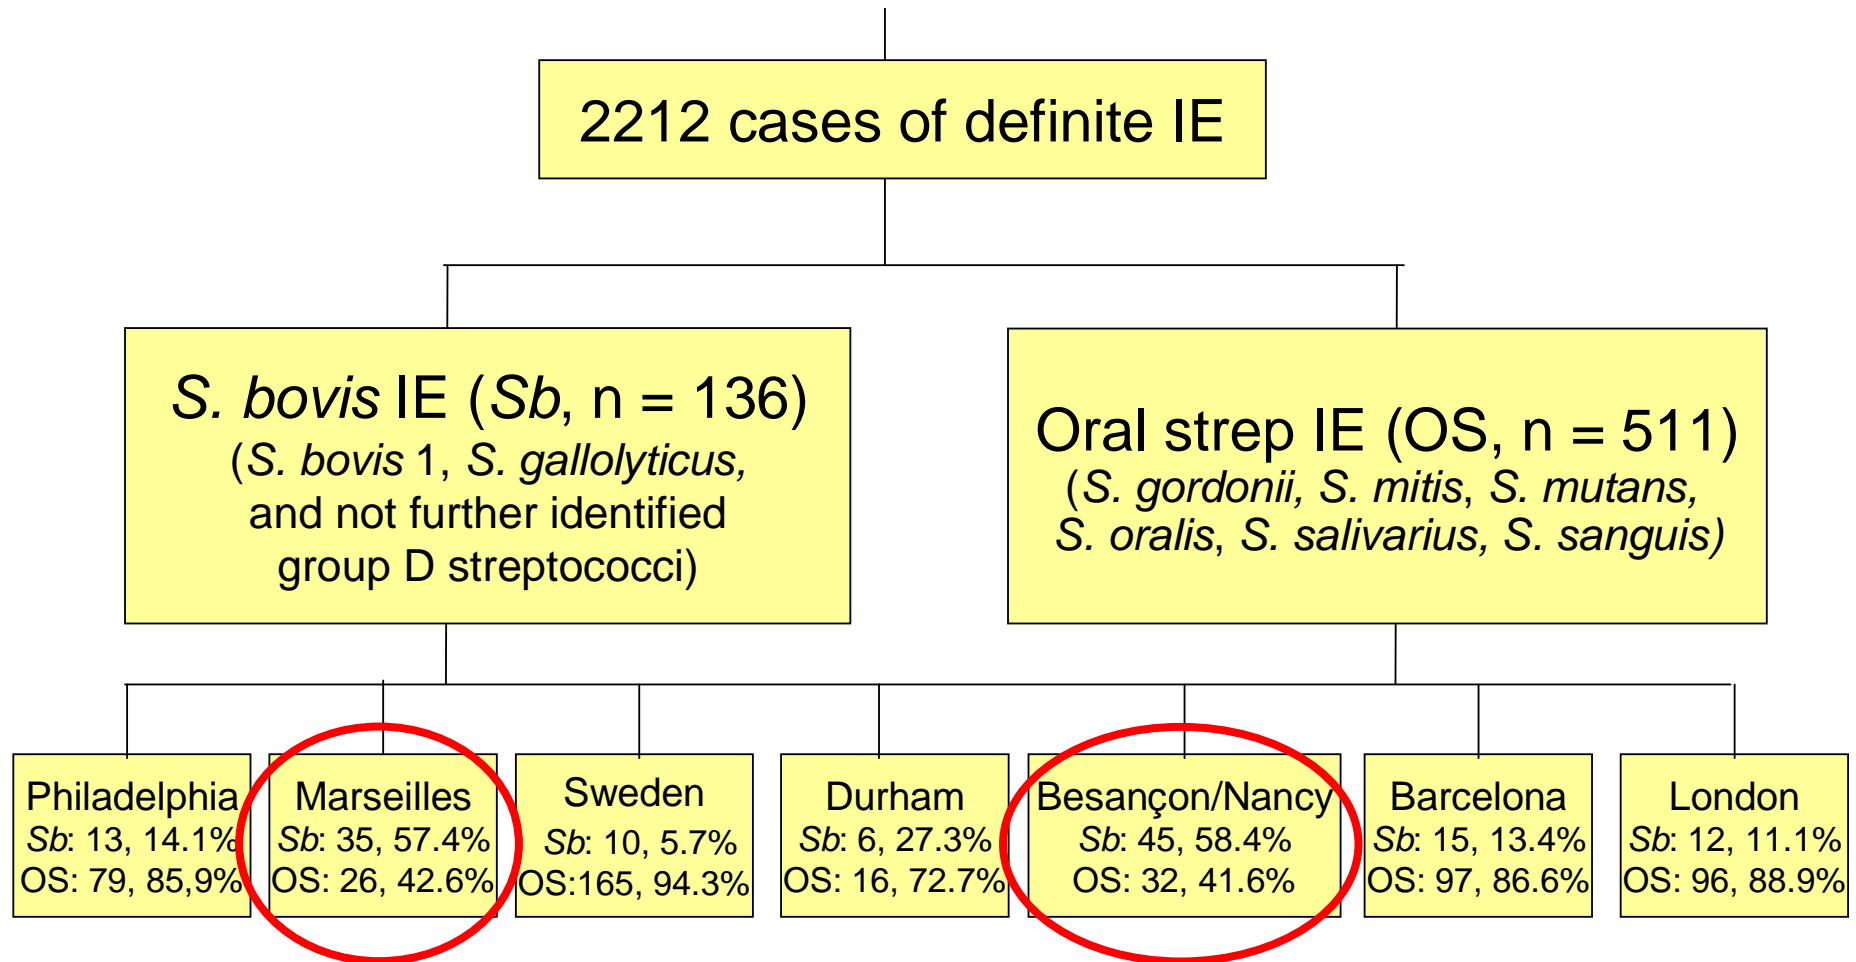 2212 cases of definite IE
S. bovis IE (Sb, n = 136)
(S. bovis 1, S. gallolyticus,
and not further identified
group D streptococci)
Oral strep IE (OS, n = 511)
(S. gordonii, S. mitis, S. mutans,
S. oralis, S. salivarius, S. sanguis)
Philadelphia
Sb: 13, 14.1%
OS: 79, 85,9%
Marseilles
Sb: 35, 57.4%
OS: 26, 42.6%
Sweden
Sb: 10, 5.7%
OS:165, 94.3%
Durham
Sb: 6, 27.3%
OS: 16, 72.7%
Besançon/Nancy
Sb: 45, 58.4%
OS: 32, 41.6%
Barcelona
Sb: 15, 13.4%
OS: 97, 86.6%
London
Sb: 12, 11.1%
OS: 96, 88.9%